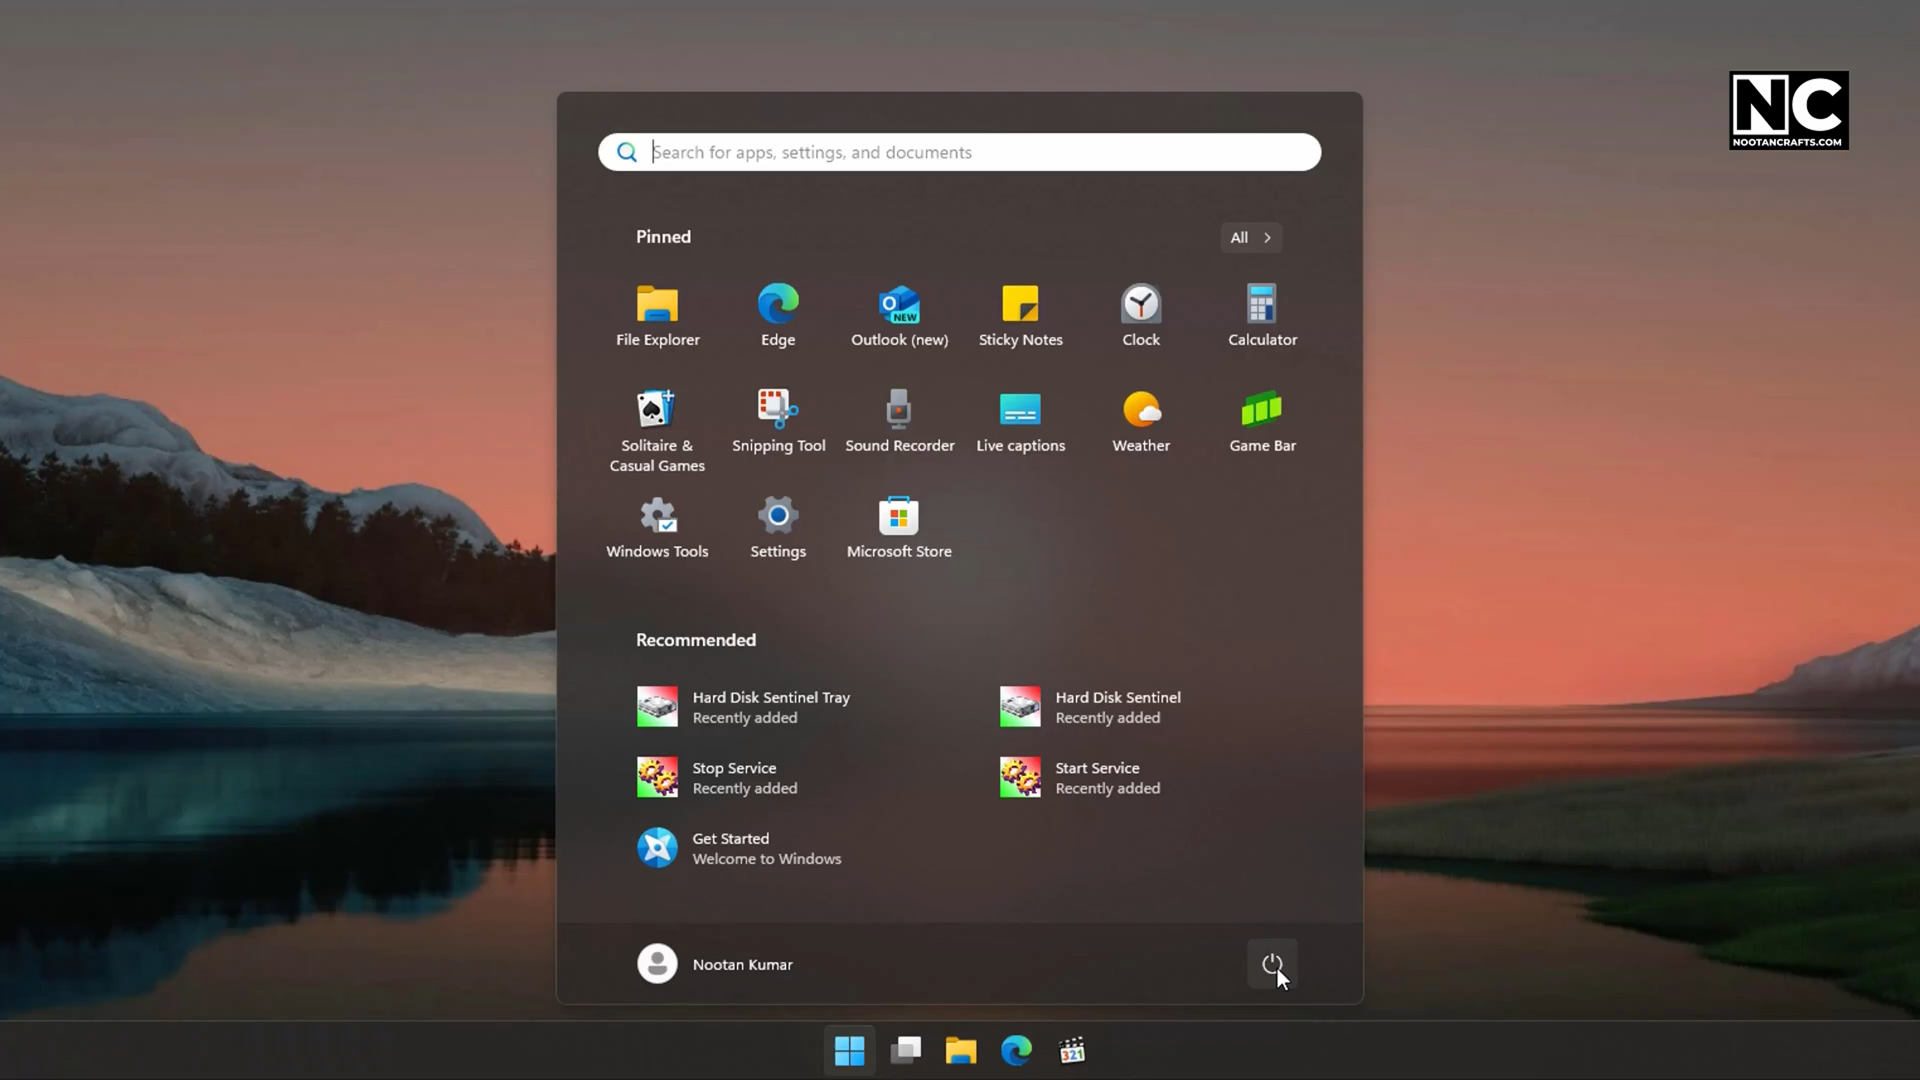 NC
NOOTANCRAFTS.COM
Search for apps, settings, and documents
Pinned
All
File Explorer
Edge
Outlook (new)
Sticky Notes
Clock
Calculator
Solitaire &
Casual Games
Snipping Tool
Sound Recorder
Live captions
Weather
Game Bar
Windows Tools
Settings
Microsoft Store
Recommended
Hard Disk Sentinel Tray
Recently added
Hard Disk Sentinel
Recently added
Stop Service
Recently added
Start Service
Recently added
Get Started
Welcome to Windows
Nootan Kumar
O
NEW
321